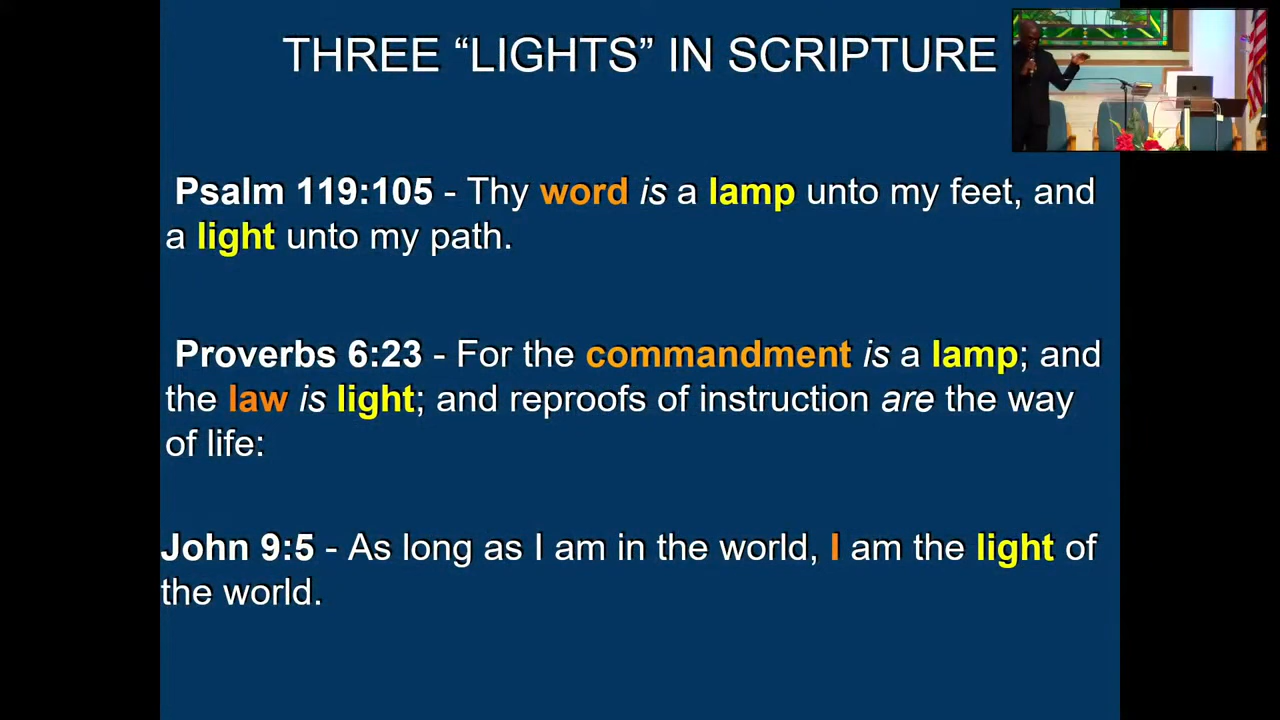 THREE “LIGHTS” IN SCRIPTURE
Psalm 119:105 - Thy word is a lamp unto my feet, and
a light unto my path.
Proverbs 6:23 - For the commandment is a lamp; and
the law is light; and reproofs of instruction are the way
of life:
John 9:5 - As long as I am in the world, I am the light of
the world.